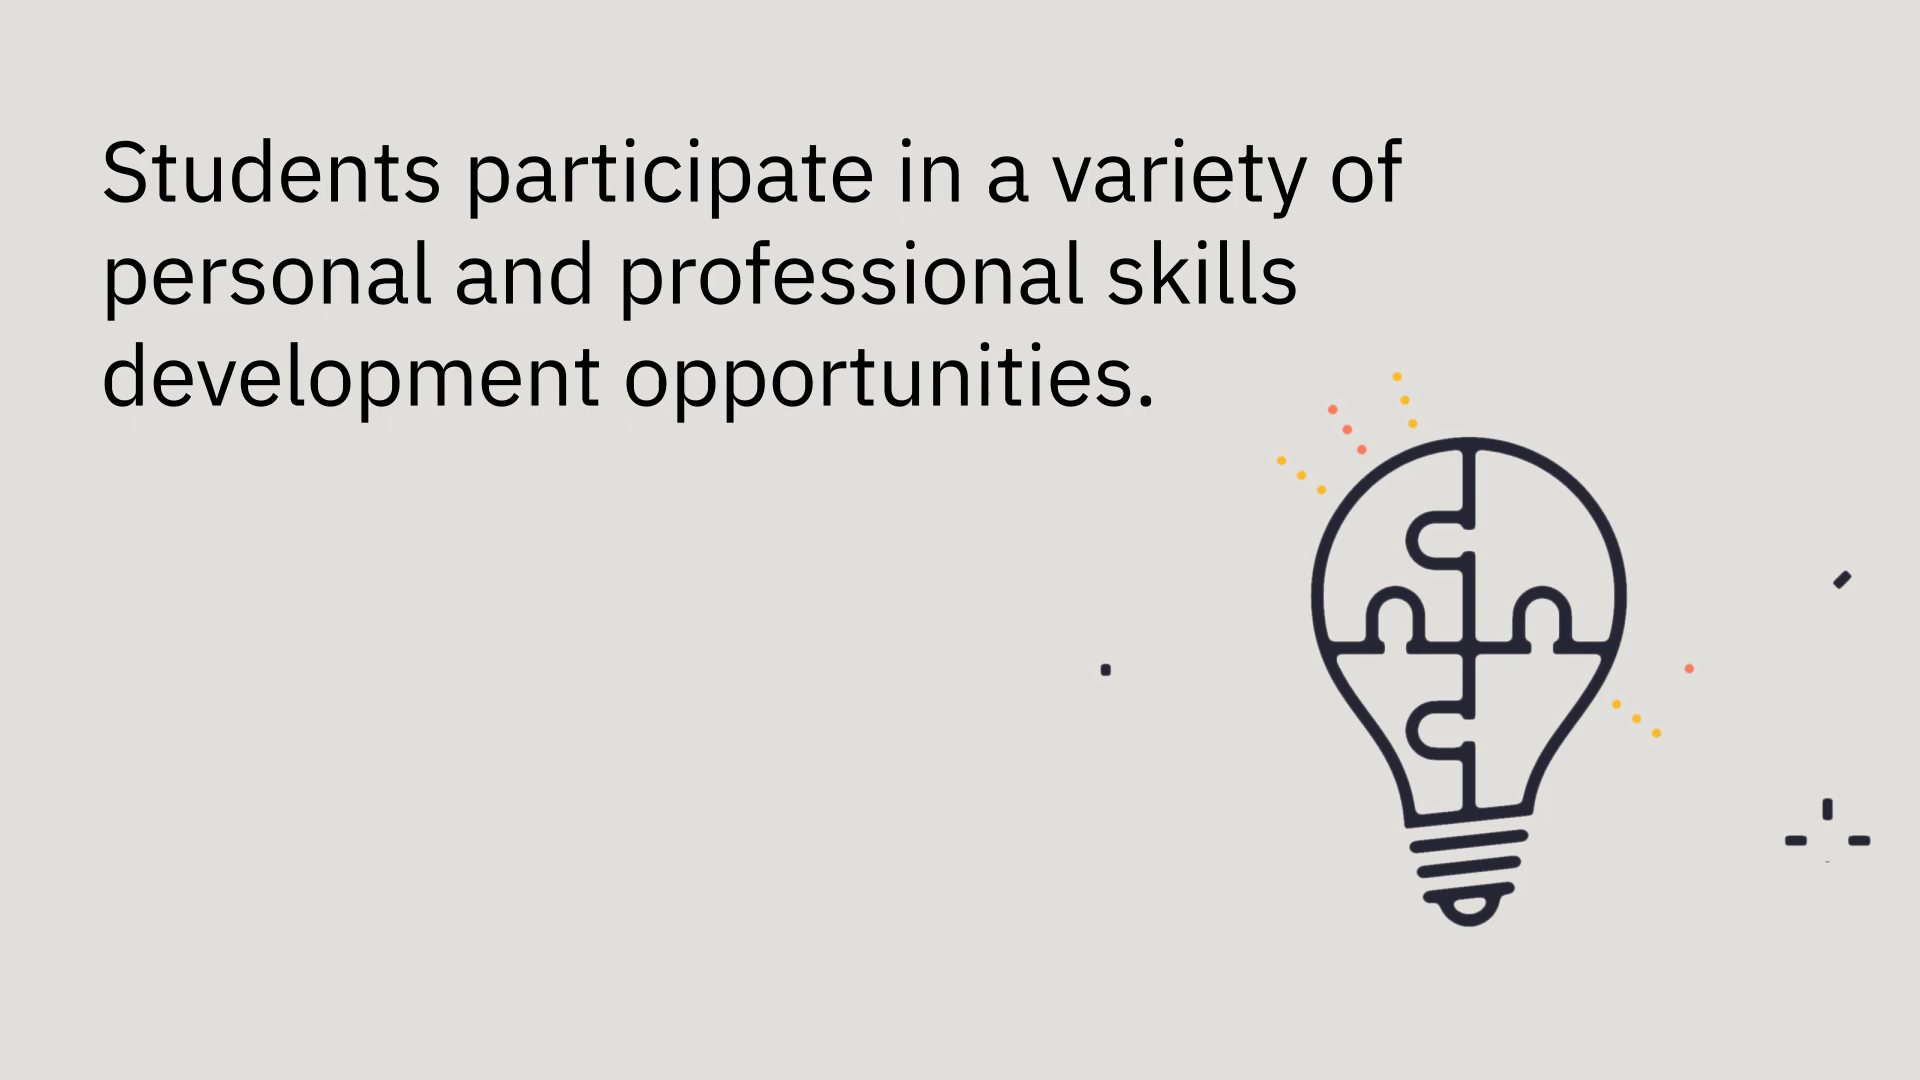 Students participate in a variety of
personal and professional skills
development opportunities.